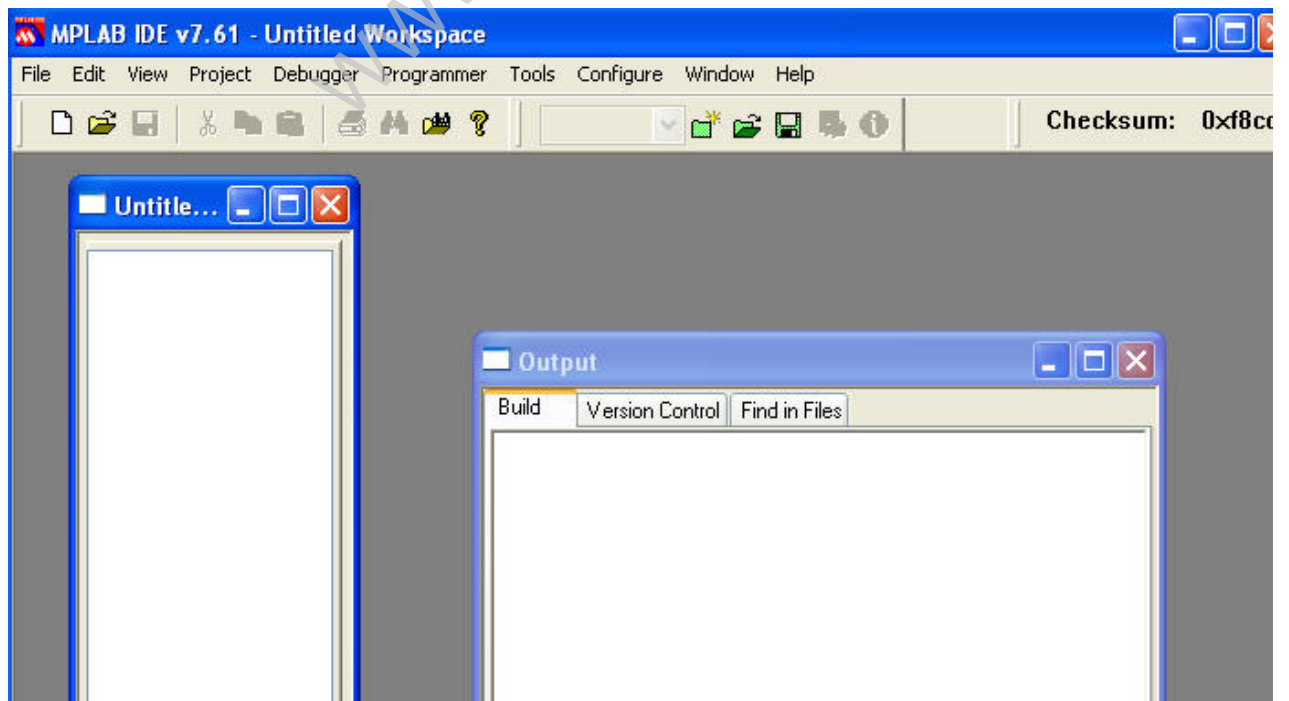 MPLAB IDE v7.61 - Untitled Workspace
File Edit View Project Debugger Programmer Tools Configure Window Help
Checksum: 0xf8cc
Untitle...
Output
Build Version Control Find in Files